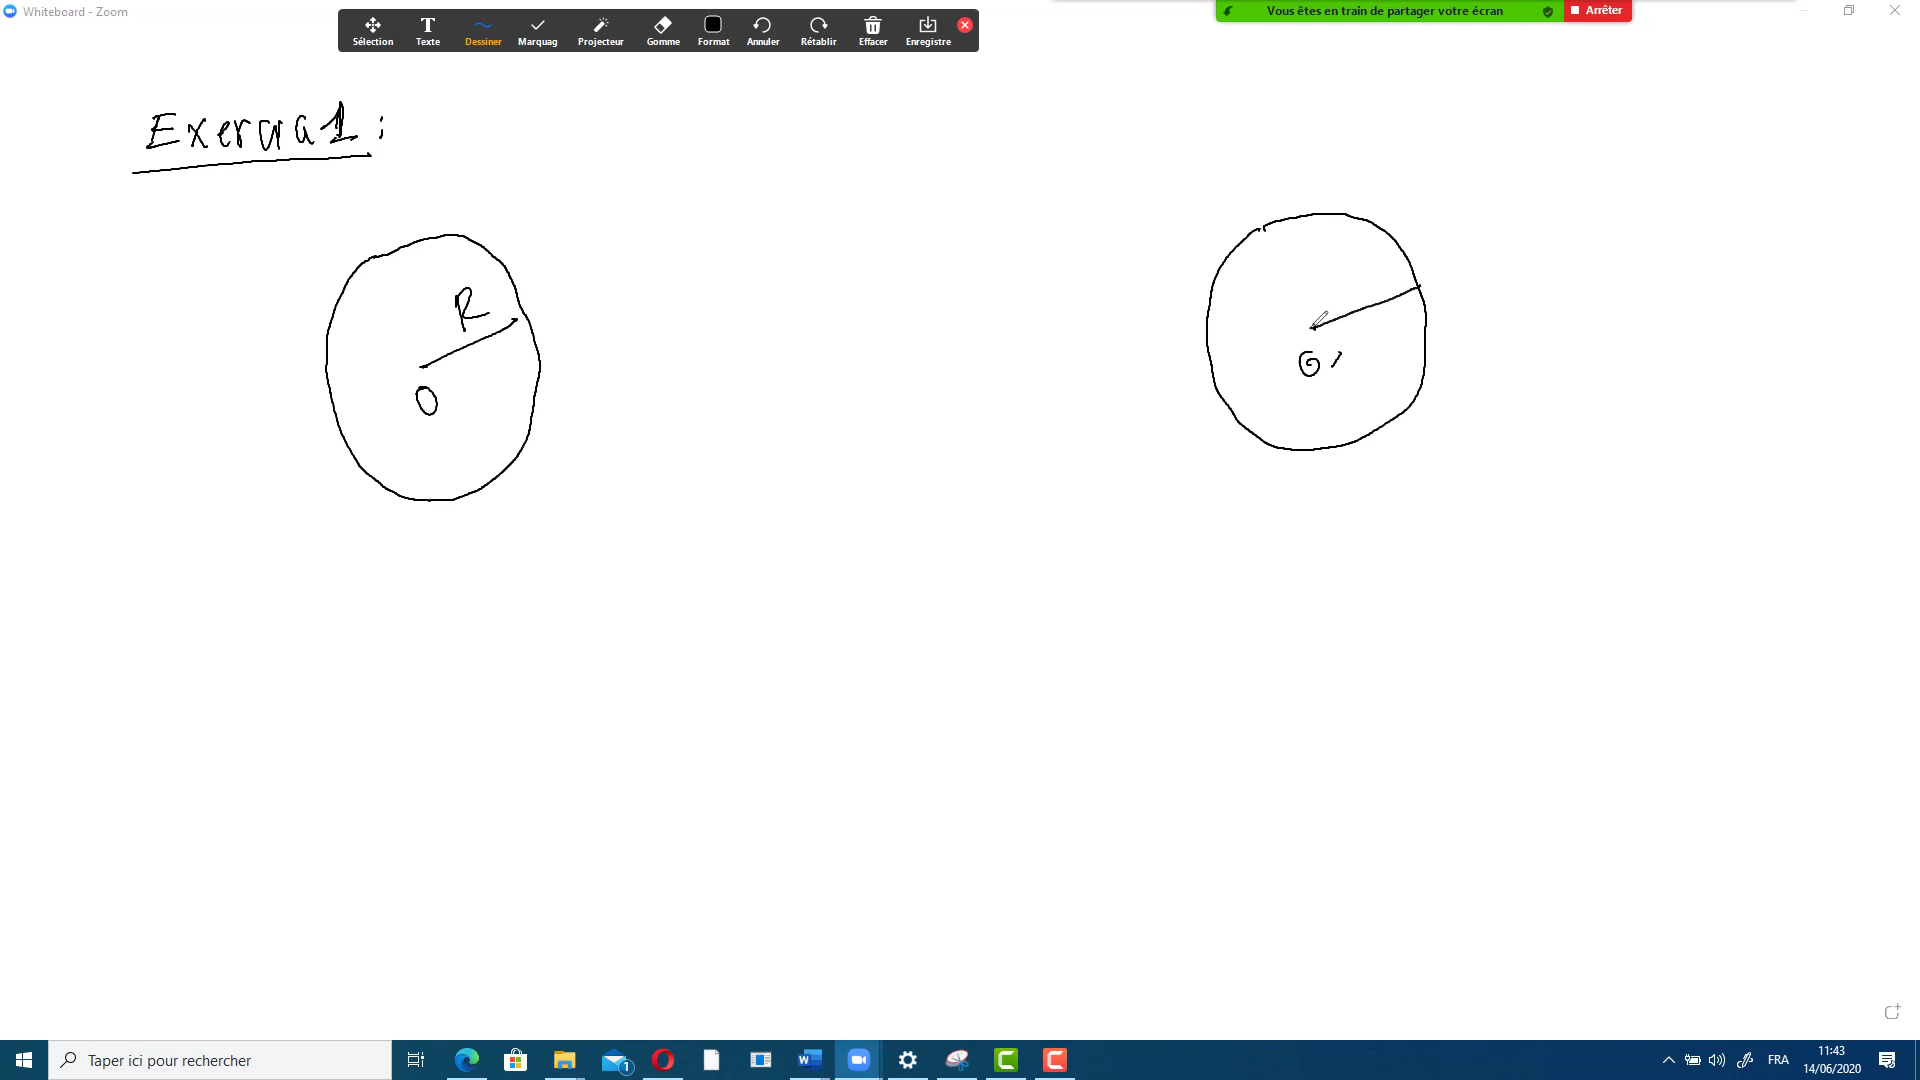 Whiteboard - Zoom
Vous êtes en train de partager votre écran
Arrêter
Sélection Texte Dessiner Marquag Projecteur Gomme Format Annuler Rétablir Effacer Enregistre
R
O
O'
Taper ici pour rechercher
1
FRA
11:43
14/06/2020